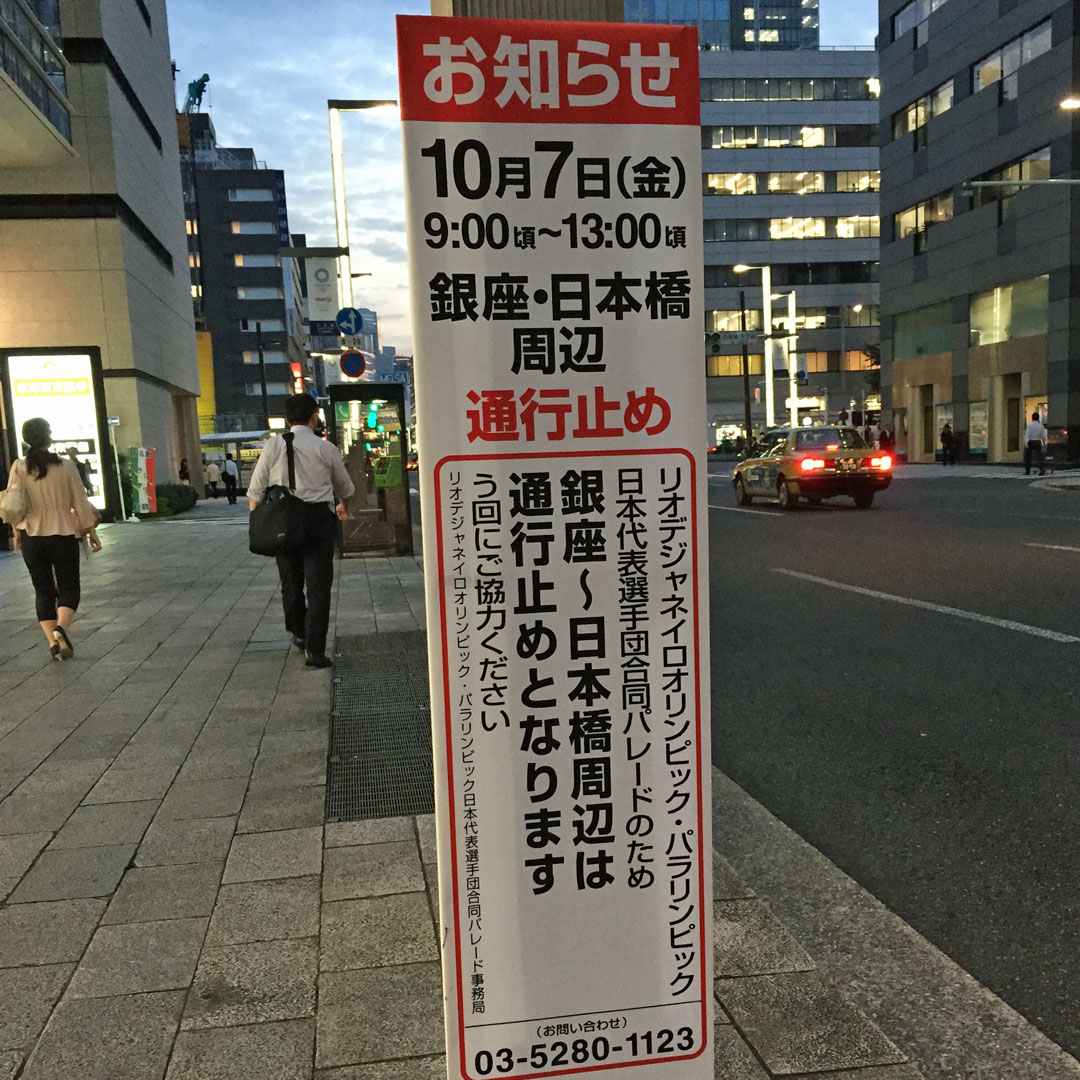 お知らせ
10月7日(金)
9:00頃〜13:00頃
銀座・日本橋
周辺
通行止め
リオデジャネイロオリンピック・パラリンピック
日本代表選手団合同パレードのため
銀座〜日本橋周辺は
通行止めとなります
う回にご協力ください
リオデジャネイロオリンピック・パラリンピック日本代表選手団合同パレード事務局
(お問い合わせ)
03-5280-1123
meiji